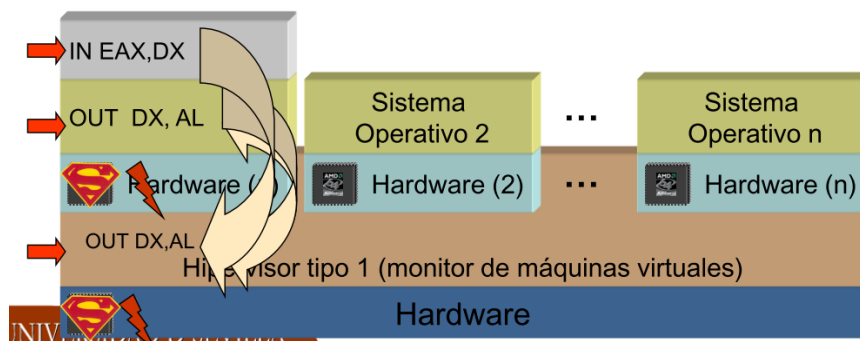 IN EAX,DX
OUT DX, AL
Sistema
Operativo 2
...
Sistema
Operativo n
Hardware (
Hardware (2)
...
Hardware (n)
OUT DX,AL
Hipervisor tipo 1 (monitor de máquinas virtuales)
Hardware